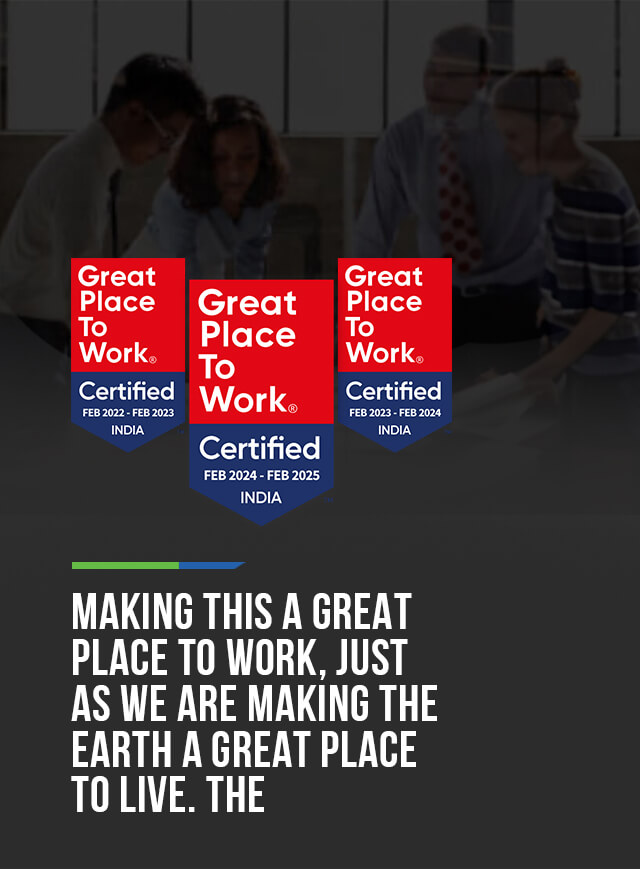 Great
Place
To
Work®
Certified
FEB 2022 - FEB 2023
INDIA
Great
Place
To
Work®
Certified
FEB 2024 - FEB 2025
INDIA
Great
Place
To
Work®
Certified
FEB 2023 - FEB 2024
INDIA
MAKING THIS A GREAT
PLACE TO WORK, JUST
AS WE ARE MAKING THE
EARTH A GREAT PLACE
TO LIVE. THE